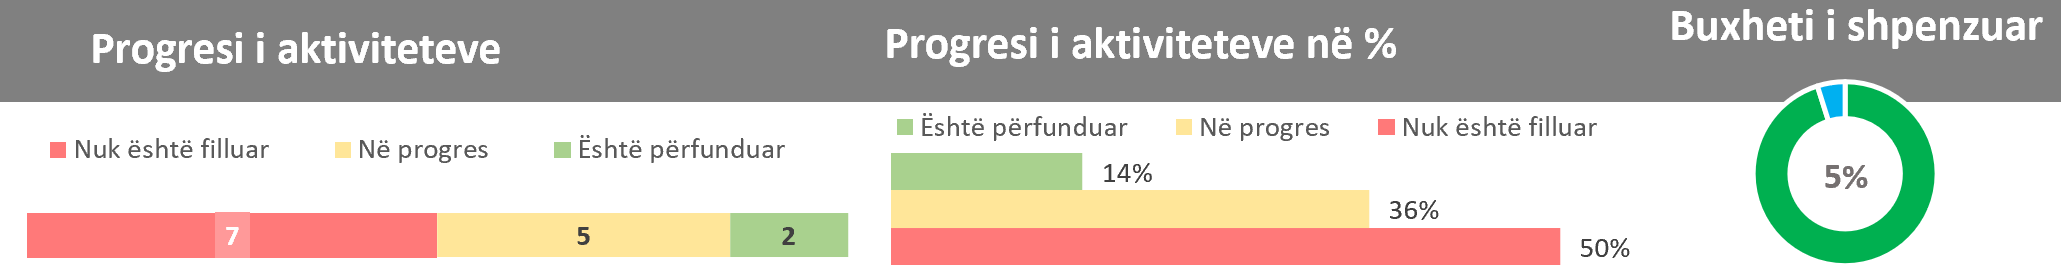 Progresi i aktiviteteve
Nuk është filluar
Në progres
Është përfunduar
7
5
2
Progresi i aktiviteteve në %
Është përfunduar
Në progres
Nuk është filluar
14%
36%
50%
Buxheti i shpenzuar
5%